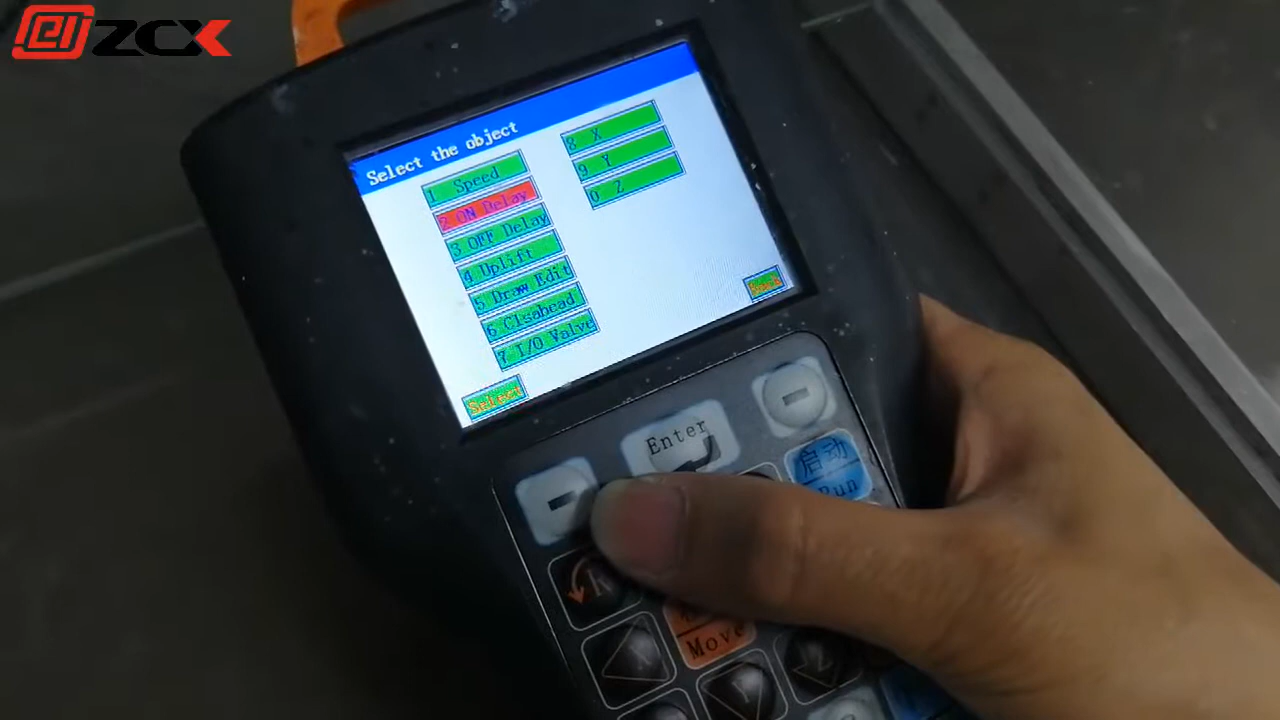 ZCX
Select the object
1 Speed
2 ON Delay
3 OFF Delay
4 Uplift
5 Draw Edit
6 Clsahead
7 I/O Valve
8 X
9 Y
0 Z
Select
Back
Enter
启动
Run
Move
X
Y
Z